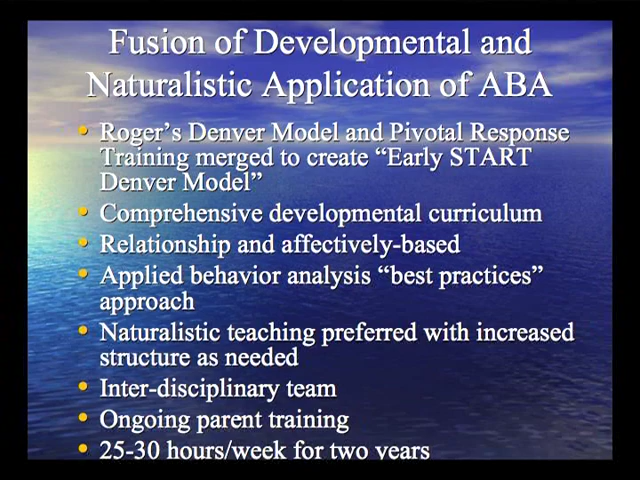 Fusion of Developmental and
Naturalistic Application of ABA
• Roger's Denver Model and Pivotal Response
Training merged to create “Early START
Denver Model”
• Comprehensive developmental curriculum
• Relationship and affectively-based
• Applied behavior analysis “best practices”
approach
• Naturalistic teaching preferred with increased
structure as needed
• Inter-disciplinary team
• Ongoing parent training
• 25-30 hours/week for two years